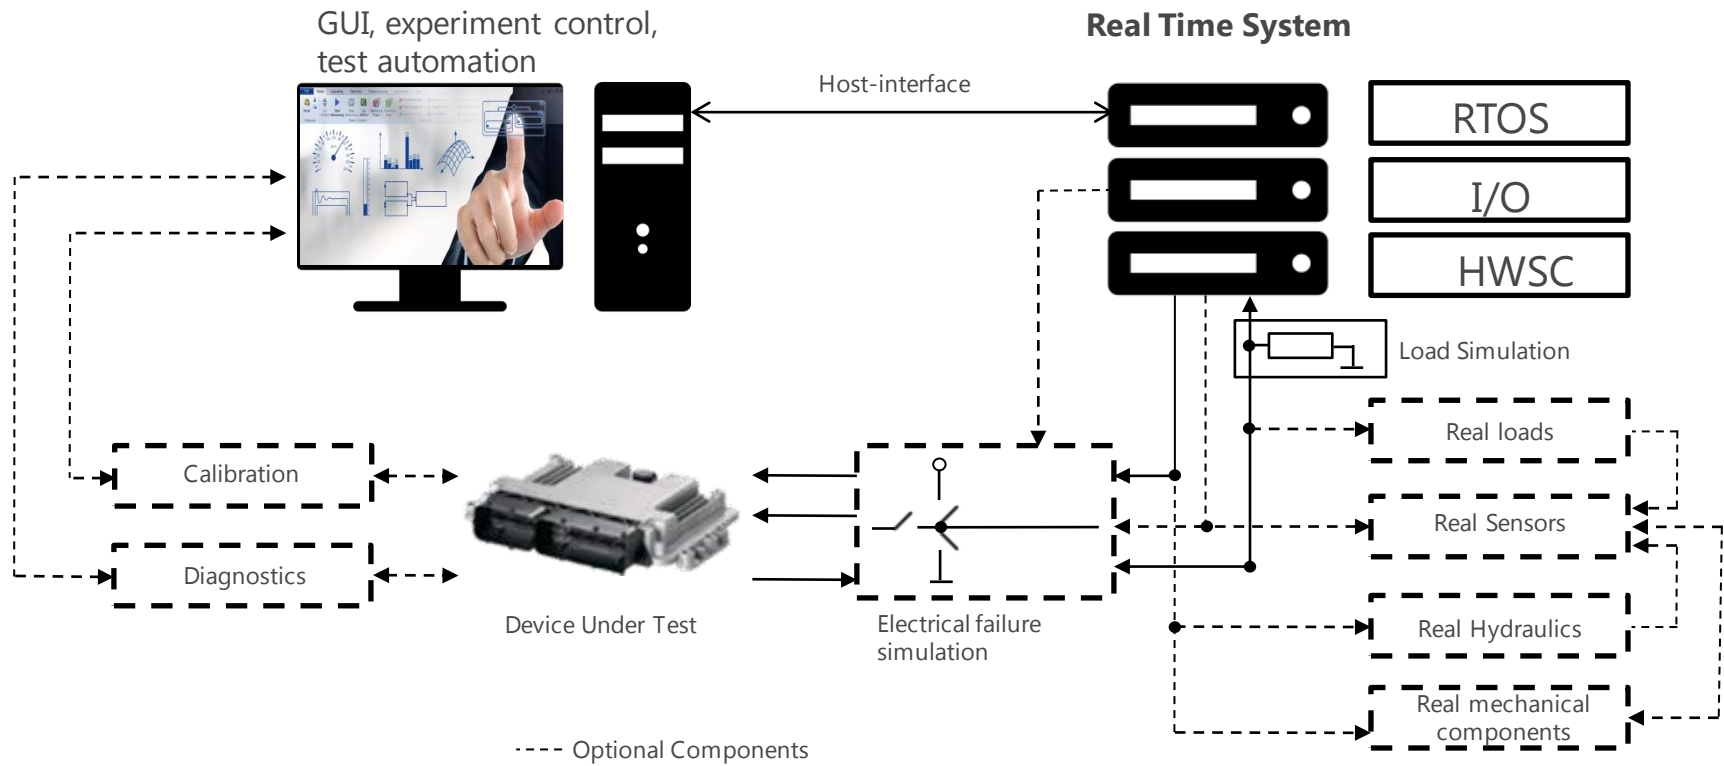 GUI, experiment control,
test automation
Real Time System
Host-interface
RTOS
I/O
HWSC
Load Simulation
Real loads
Calibration
Real Sensors
Diagnostics
Device Under Test
Electrical failure
simulation
Real Hydraulics
Real mechanical
components
Optional Components